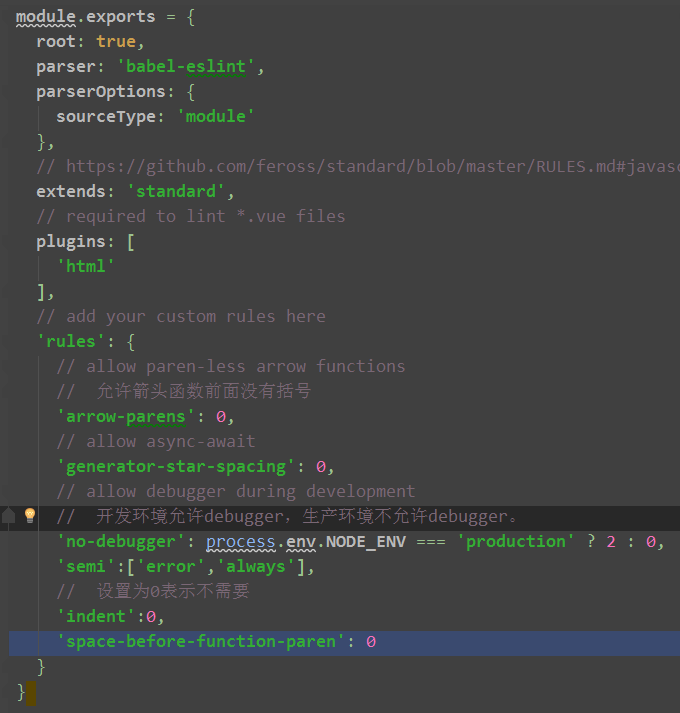 module.exports = {
  root: true,
  parser: 'babel-eslint',
  parserOptions: {
    sourceType: 'module'
  },
  // https://github.com/feross/standard/blob/master/RULES.md#javasc
  extends: 'standard',
  // required to lint *.vue files
  plugins: [
    'html'
  ],
  // add your custom rules here
  'rules': {
    // allow paren-less arrow functions
    //  允许箭头函数前面没有括号
    'arrow-parens': 0,
    // allow async-await
    'generator-star-spacing': 0,
    // allow debugger during development
    //  开发环境允许debugger，生产环境不允许debugger。
    'no-debugger': process.env.NODE_ENV === 'production' ? 2 : 0,
    'semi':['error','always'],
    //  设置为0表示不需要
    'indent':0,
    'space-before-function-paren': 0
  }
}